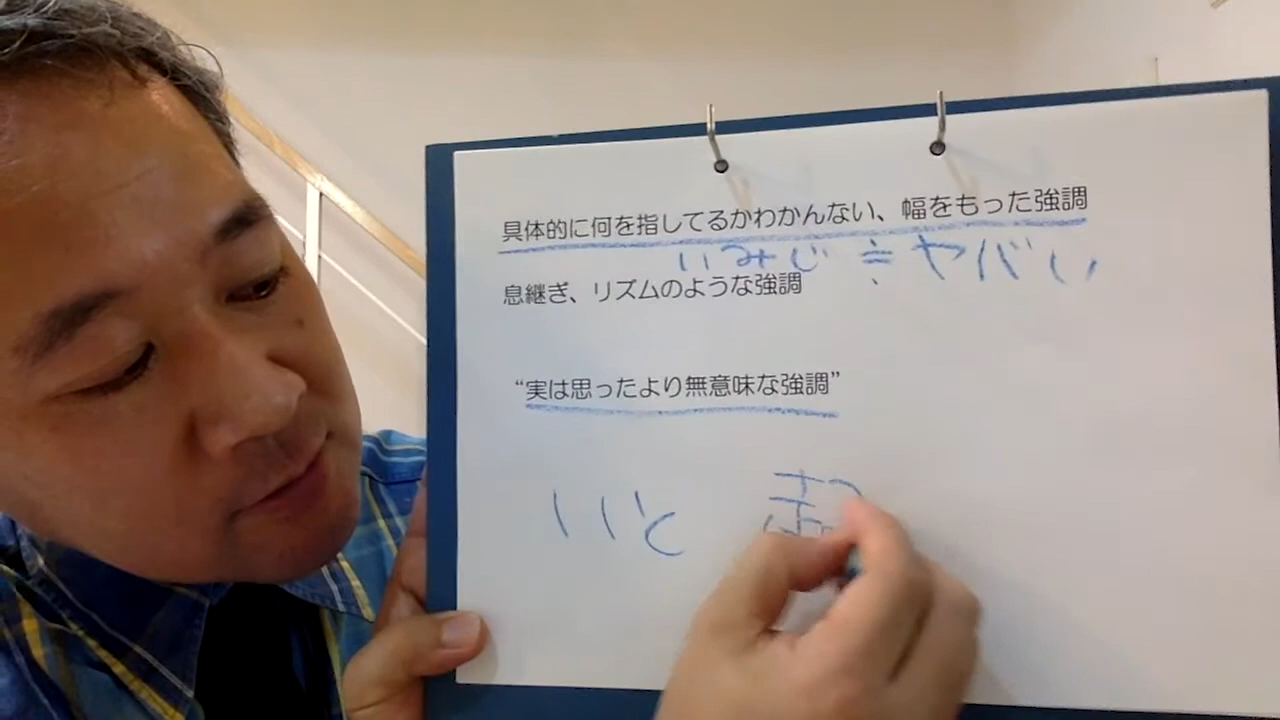 具体的に何を指してるかわかんない、幅をもった強調
いみじ≒ヤバい
息継ぎ、リズムのような強調
“実は思ったより無意味な強調”
いと